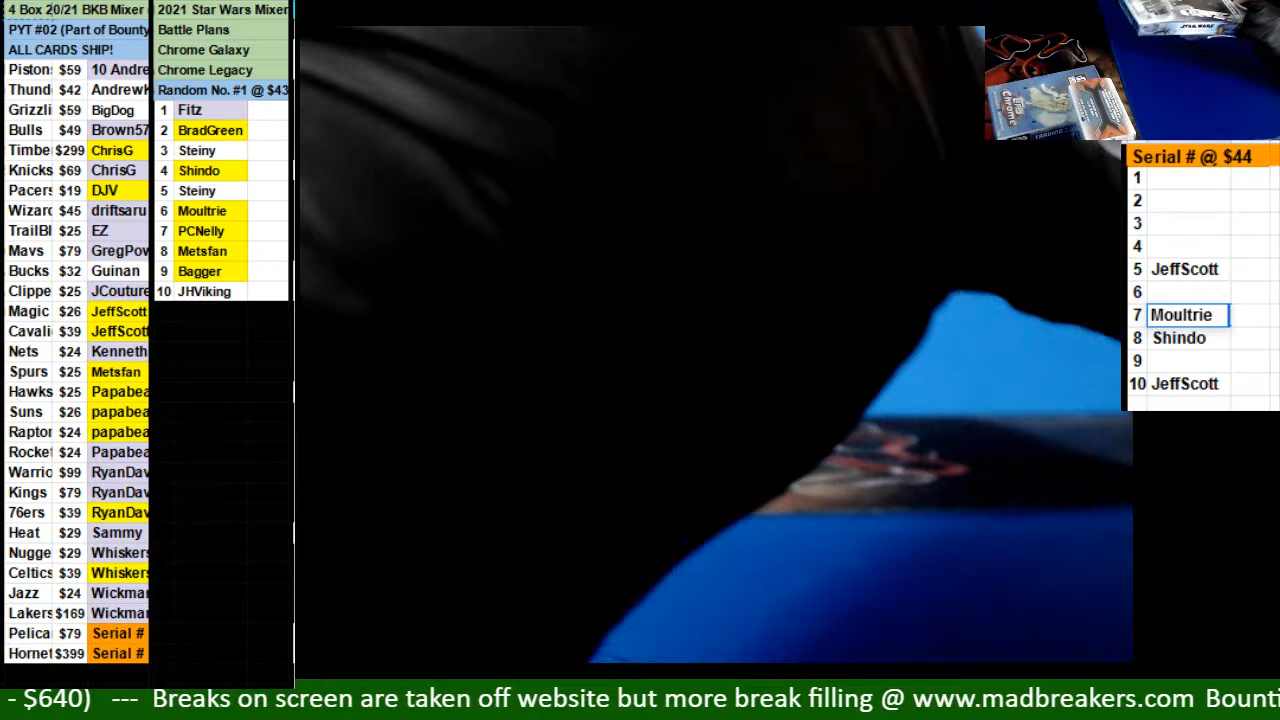 4 Box 20/21 BKB Mixer
PYT #02 (Part of Bounty
ALL CARDS SHIP!
Piston: $59 10 Andre
Thund $42 AndrewK
Grizzli $59 BigDog
Bulls $49 Brown57
Timbe $299 ChrisG
Knicks $69 ChrisG
Pacers $19 DJV
Wizard $45 driftsaru
TrailBl $25 EZ
Mavs $79 GregPow
Bucks $32 Guinan
Clippe $25 JCouture
Magic $26 JeffScott
Cavali $39 JeffScott
Nets $24 Kenneth
Spurs $25 Metsfan
Hawks $25 Papabea
Suns $26 papabea
Raptor $24 papabea
Rocket $24 Papabea
Warrio $99 RyanDav
Kings $79 RyanDav
76ers $39 RyanDav
Heat $29 Sammy
Nugge $29 Whiskers
Celtics $39 Whiskers
Jazz $24 Wickmar
Lakers $169 Wickmar
Pelica $79 Serial #
Hornet $399 Serial #
2021 Star Wars Mixer
Battle Plans
Chrome Galaxy
Chrome Legacy
Random No. #1 @ $43
1 Fitz
2 BradGreen
3 Steiny
4 Shindo
5 Steiny
6 Moultrie
7 PCNelly
8 Metsfan
9 Bagger
10 JHViking
STAR WARS
Chrome
Serial # @ $44
1
2
3
4
5 JeffScott
6
7 Moultrie
8 Shindo
9
10 JeffScott
- $640) --- Breaks on screen are taken off website but more break filling @ www.madbreakers.com Bounti